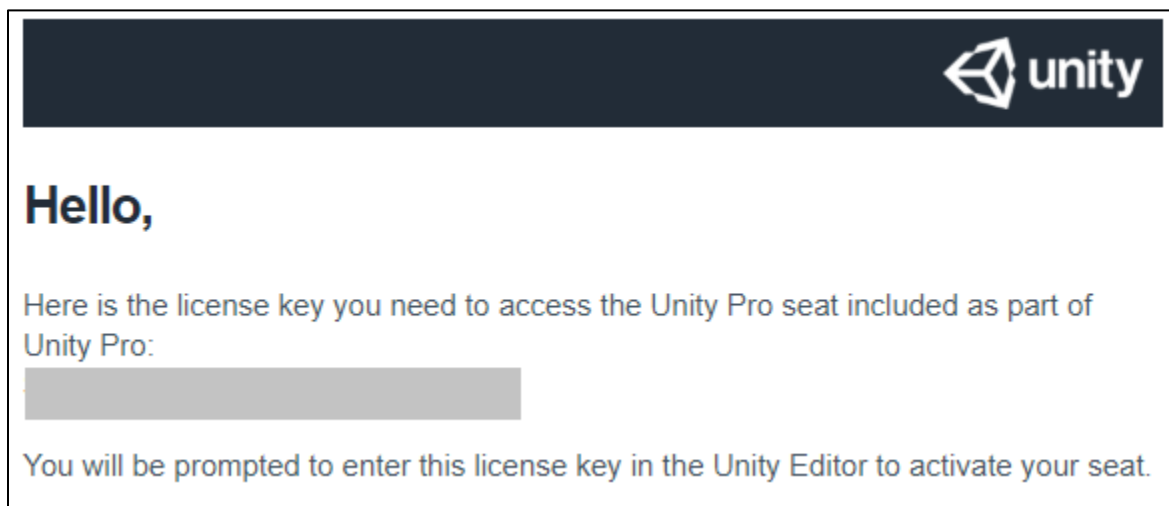 unity
Hello,
Here is the license key you need to access the Unity Pro seat included as part of
Unity Pro:
You will be prompted to enter this license key in the Unity Editor to activate your seat.